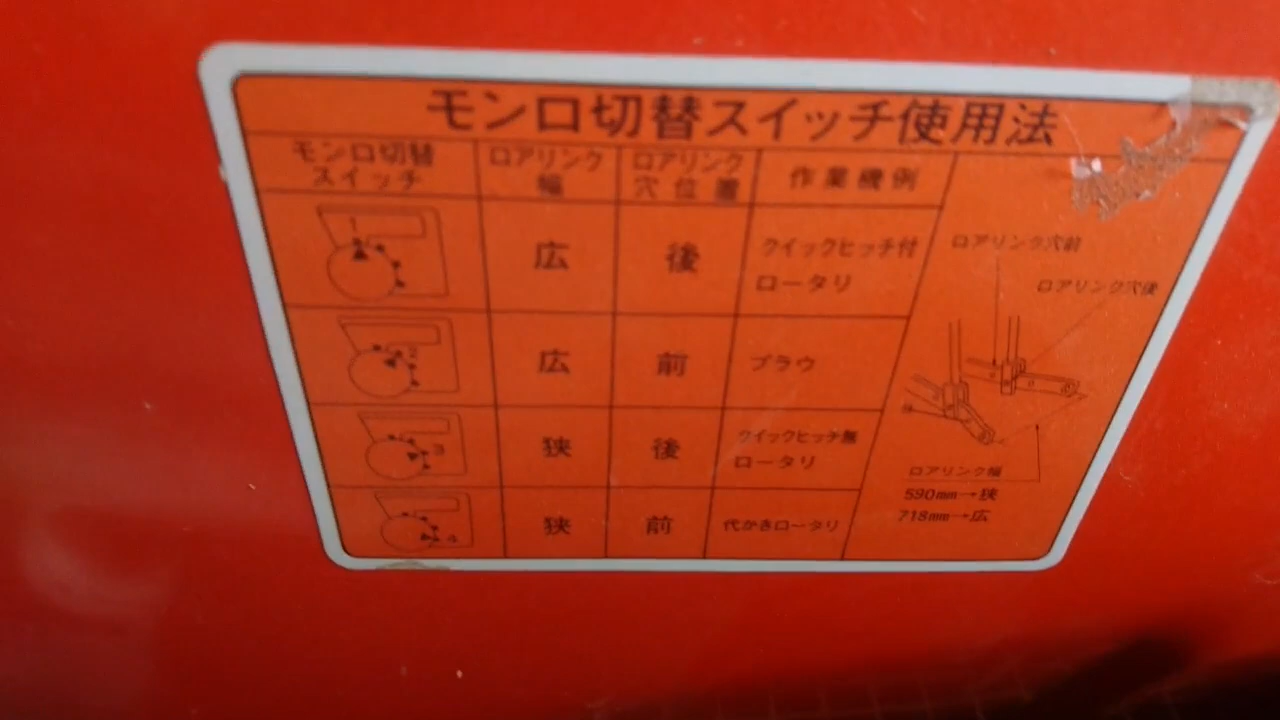 モンロ切替スイッチ使用法
モンロ切替
スイッチ
ロアリンク
幅
ロアリンク
穴位置
作業機例
1
広
後
クイックヒッチ付
ロータリ
2
広
前
プラウ
3
狭
後
クイックヒッチ無
ロータリ
4
狭
前
代かきロータリ
ロアリンク穴前
ロアリンク穴後
ロアリンク幅
590mm→狭
718mm→広